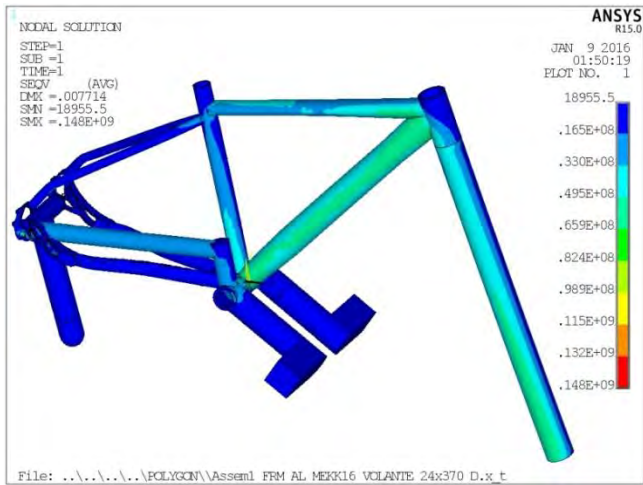 1
NODAL SOLUTION
STEP=1
SUB =1
TIME=1
SEQV (AVG)
DMX =.007714
SMN =18955.5
SMX =.148E+09
ANSYS
R15.0
JAN 9 2016
01:50:19
PLOT NO. 1
18955.5
.165E+08
.330E+08
.495E+08
.659E+08
.824E+08
.989E+08
.115E+09
.132E+09
.148E+09
File: ..\..\..\..\POLYGON\\Assem1 FRM AL MEKK16 VOLANTE 24x370 D.x_t